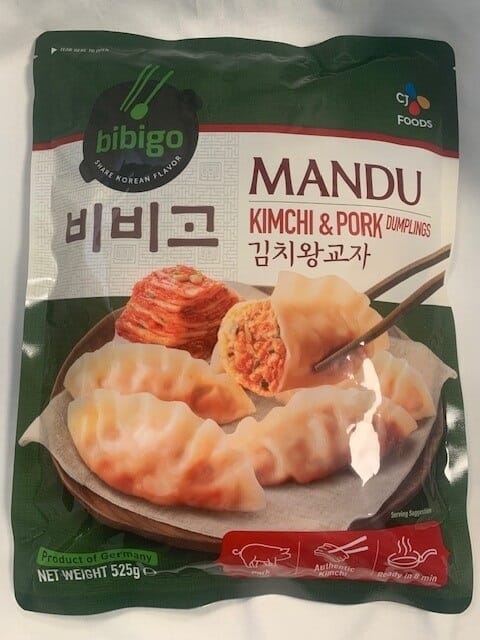 TEAR HERE TO OPEN
bibigo
SHARE KOREAN FLAVOR
CJ
FOODS
비비고
MANDU
KIMCHI & PORK DUMPLINGS
김치왕교자
Serving Suggestion
Product of Germany
NET WEIGHT 525g e
Pork
Authentic
Kimchi
Ready in 8 min